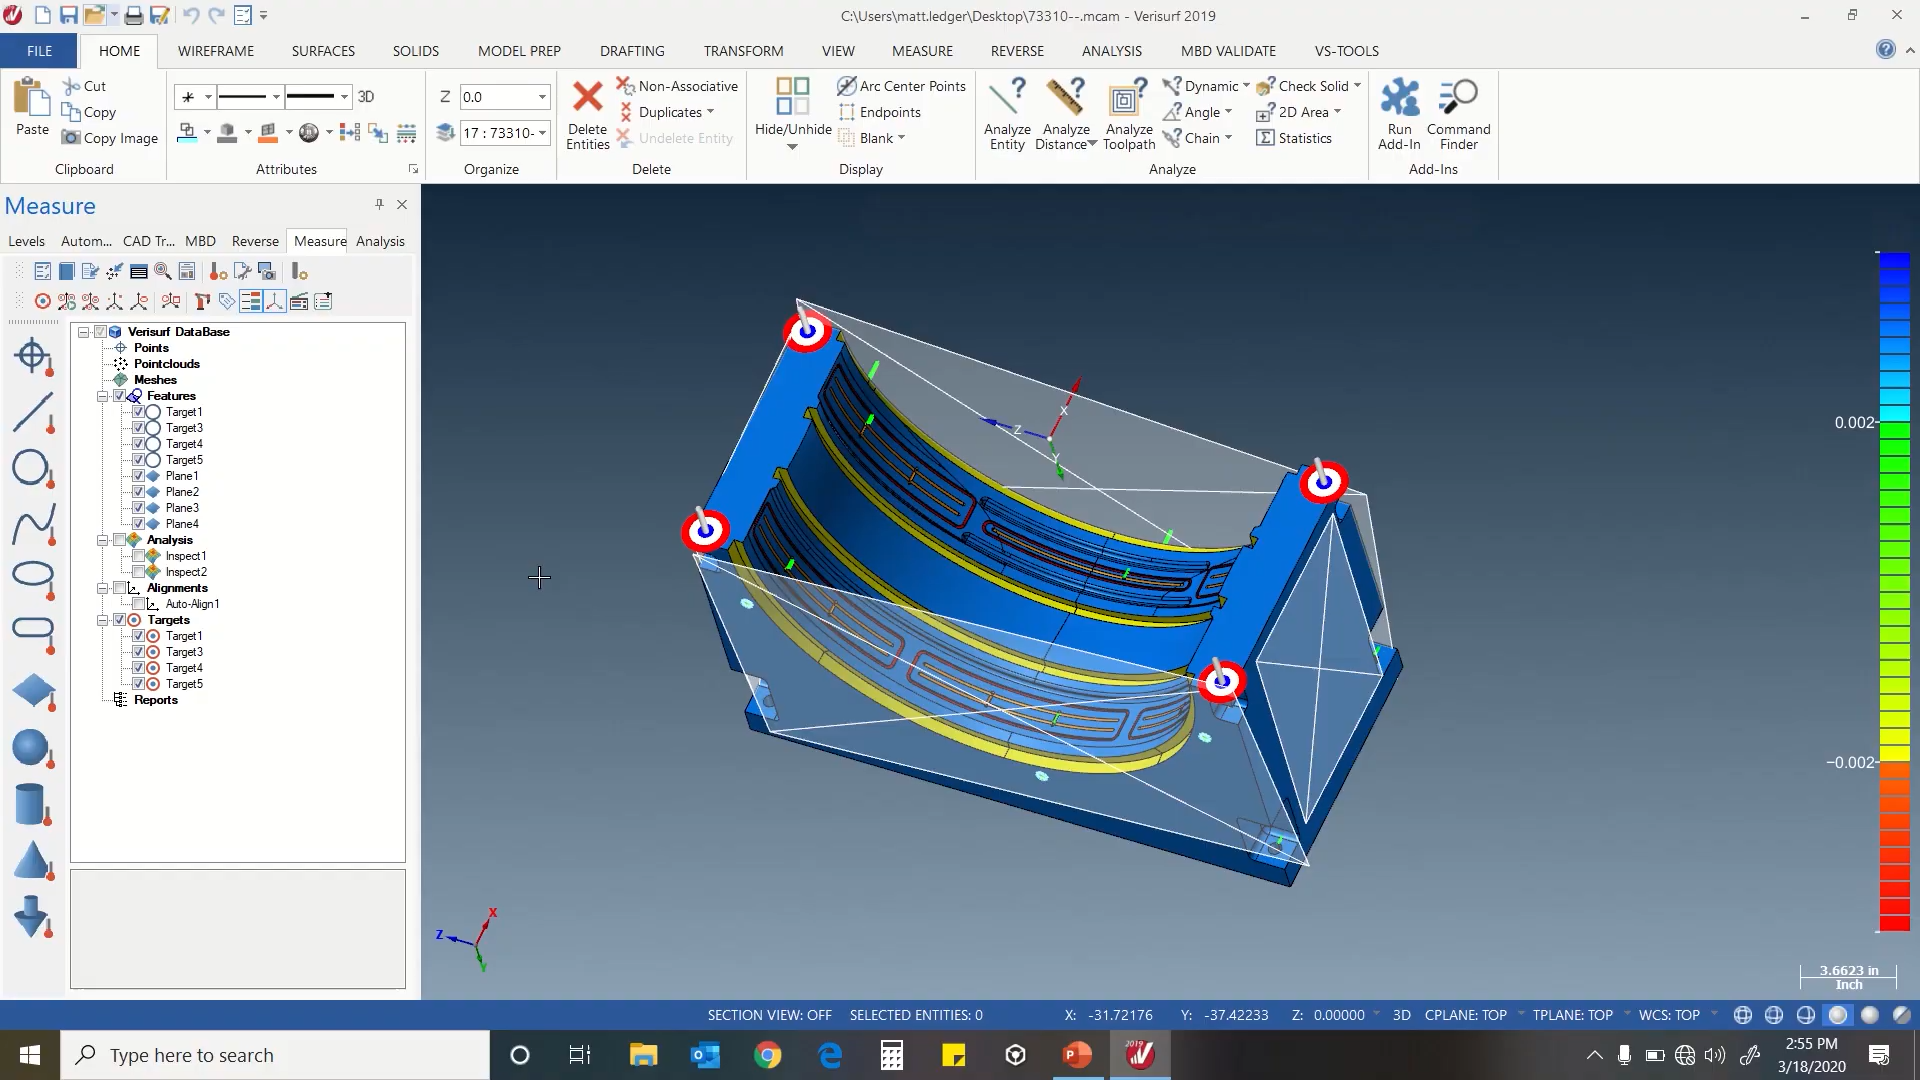 C:\Users\matt.ledger\Desktop\73310--.mcam - Verisurf 2019
FILE HOME WIREFRAME SURFACES SOLIDS MODEL PREP DRAFTING TRANSFORM VIEW MEASURE REVERSE ANALYSIS MBD VALIDATE VS-TOOLS
Paste
Cut
Copy
Copy Image
Clipboard
3D
Attributes
Z 0.0
17 : 73310-
Organize
Delete Entities
Non-Associative
Duplicates
Undelete Entity
Delete
Hide/Unhide
Arc Center Points
Endpoints
Blank
Display
Analyze Entity
Analyze Distance
Analyze Toolpath
Dynamic
Angle
Chain
Check Solid
2D Area
Statistics
Analyze
Run Add-In
Command Finder
Add-Ins
Measure
Levels Autom... CAD Tr... MBD Reverse Measure Analysis
Verisurf DataBase
Points
Pointclouds
Meshes
Features
Target1
Target3
Target4
Target5
Plane1
Plane2
Plane3
Plane4
Analysis
Inspect1
Inspect2
Alignments
Auto-Align1
Targets
Target1
Target3
Target4
Target5
Reports
X
Z
Y
X
Z
Y
0.002
-0.002
3.6623 in
Inch
SECTION VIEW: OFF SELECTED ENTITIES: 0 X: -31.72176 Y: -37.42233 Z: 0.00000 3D CPLANE: TOP TPLANE: TOP WCS: TOP
Type here to search
2019
2:55 PM
3/18/2020